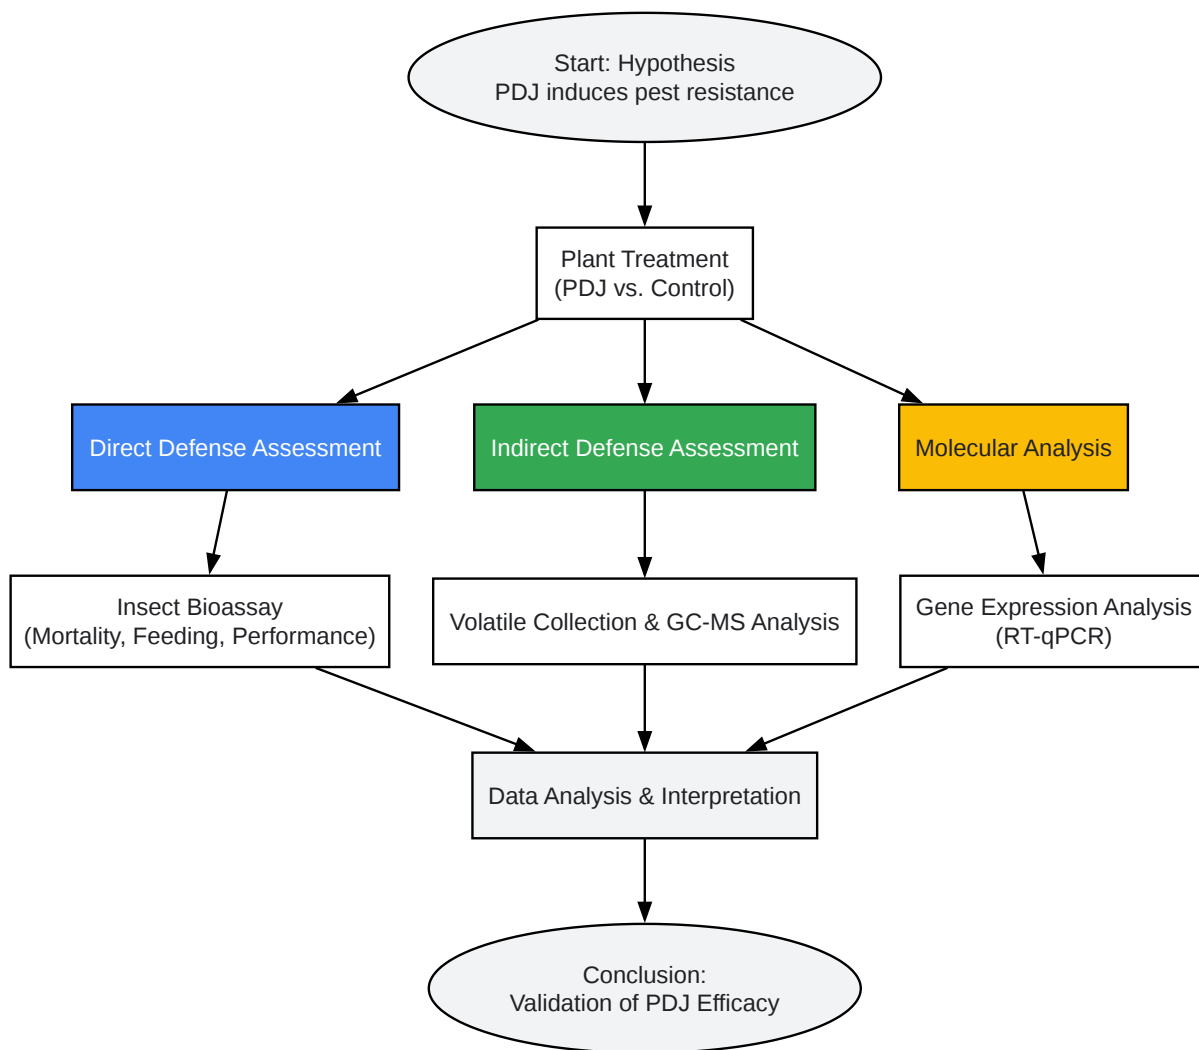 Start: Hypothesis
PDJ induces pest resistance
Plant Treatment
(PDJ vs. Control)
Direct Defense Assessment
Indirect Defense Assessment
Molecular Analysis
Insect Bioassay
(Mortality, Feeding, Performance)
Volatile Collection & GC-MS Analysis
Gene Expression Analysis
(RT-qPCR)
Data Analysis & Interpretation
Conclusion:
Validation of PDJ Efficacy